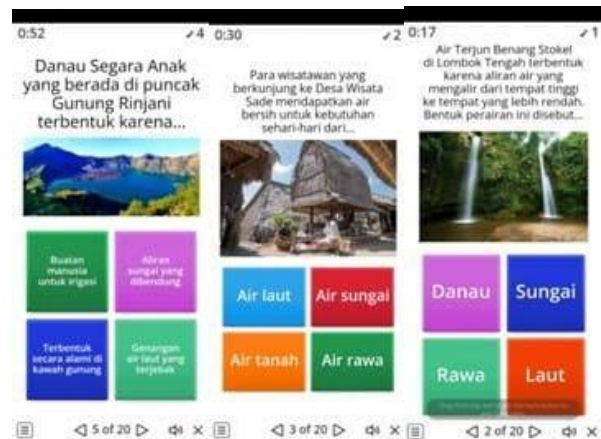 0:52
✓4
Danau Segara Anak
yang berada di puncak
Gunung Rinjani
terbentuk karena...
Buatan
manusia
untuk irigasi
Aliran
sungai yang
dibendung
Terbentuk
secara alami di
kawah gunung
Genangan
air laut yang
terjebak
5 of 20
0:30
✓2
Para wisatawan yang
berkunjung ke Desa Wisata
Sade mendapatkan air
bersih untuk kebutuhan
sehari-hari dari...
Air laut
Air sungai
Air tanah
Air rawa
3 of 20
0:17
✓1
Air Terjun Benang Stokel
di Lombok Tengah terbentuk
karena aliran air yang
mengalir dari tempat tinggi
ke tempat yang lebih rendah.
Bentuk perairan ini disebut...
Danau
Sungai
Rawa
Laut
2 of 20